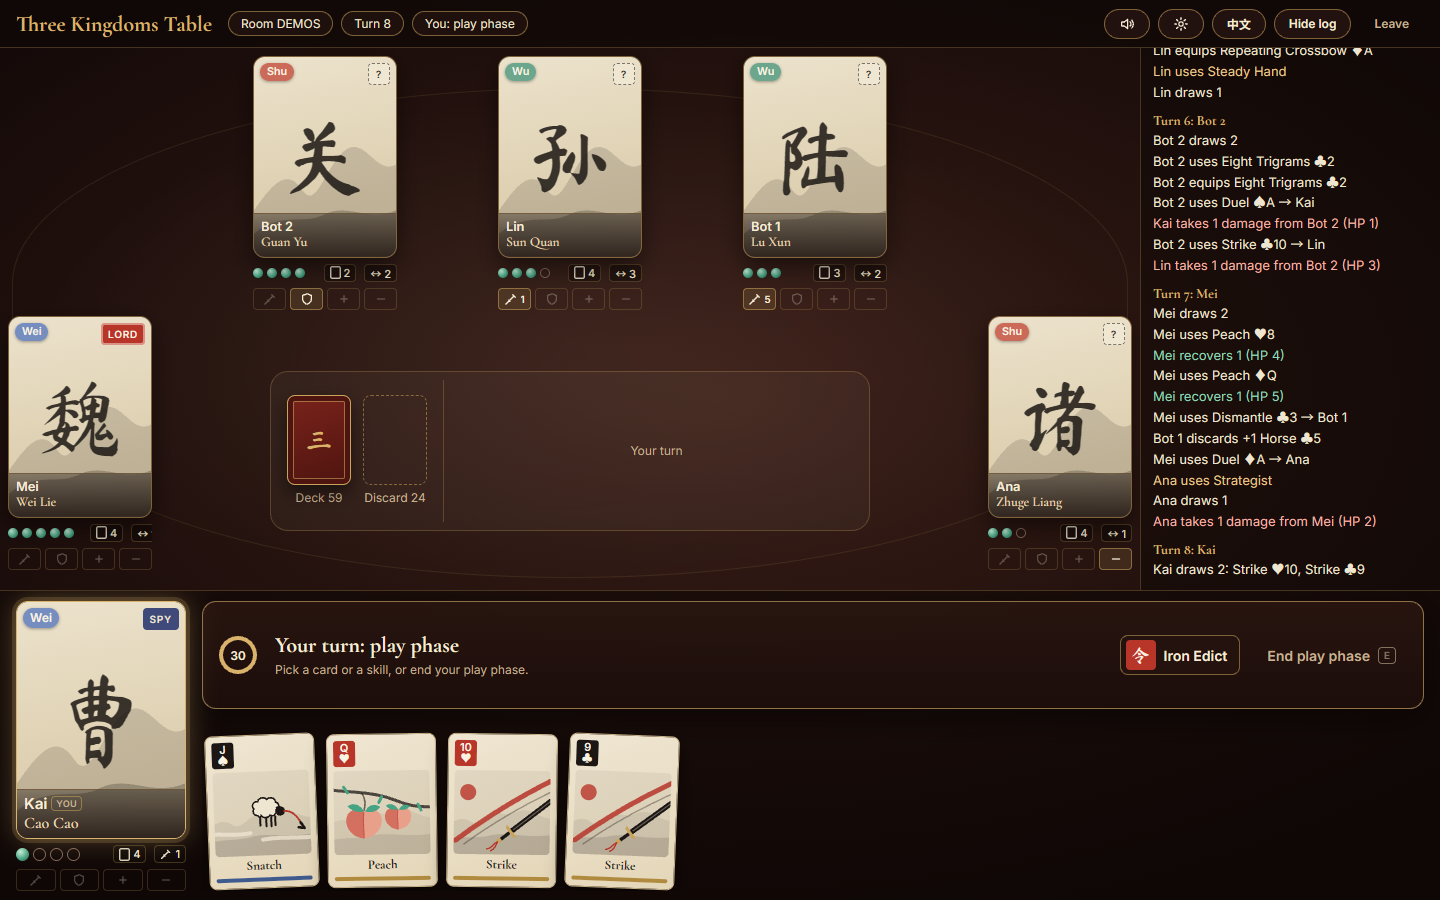 Three Kingdoms Table
Room DEMOS
Turn 8
You: play phase
中文
Hide log
Leave
Shu
?
关
Bot 2
Guan Yu
2
↔ 2
Wu
?
孙
Lin
Sun Quan
4
↔ 3
1
Wu
?
陆
Bot 1
Lu Xun
3
↔ 2
5
Wei
LORD
魏
Mei
Wei Lie
4
↔
Shu
?
诸
Ana
Zhuge Liang
4
↔ 1
三
Deck 59
Discard 24
Your turn
Lin equips Repeating Crossbow ♠A
Lin uses Steady Hand
Lin draws 1
Turn 6: Bot 2
Bot 2 draws 2
Bot 2 uses Eight Trigrams ♣2
Bot 2 equips Eight Trigrams ♣2
Bot 2 uses Duel ♠A → Kai
Kai takes 1 damage from Bot 2 (HP 1)
Bot 2 uses Strike ♣10 → Lin
Lin takes 1 damage from Bot 2 (HP 3)
Turn 7: Mei
Mei draws 2
Mei uses Peach ♥8
Mei recovers 1 (HP 4)
Mei uses Peach ♦Q
Mei recovers 1 (HP 5)
Mei uses Dismantle ♣3 → Bot 1
Bot 1 discards +1 Horse ♣5
Mei uses Duel ♦A → Ana
Ana uses Strategist
Ana draws 1
Ana takes 1 damage from Mei (HP 2)
Turn 8: Kai
Kai draws 2: Strike ♥10, Strike ♣9
Wei
SPY
曹
Kai YOU
Cao Cao
4
1
30
Your turn: play phase
Pick a card or a skill, or end your play phase.
令 Iron Edict
End play phase E
J ♠
Snatch
Q ♥
Peach
10 ♥
Strike
9 ♣
Strike